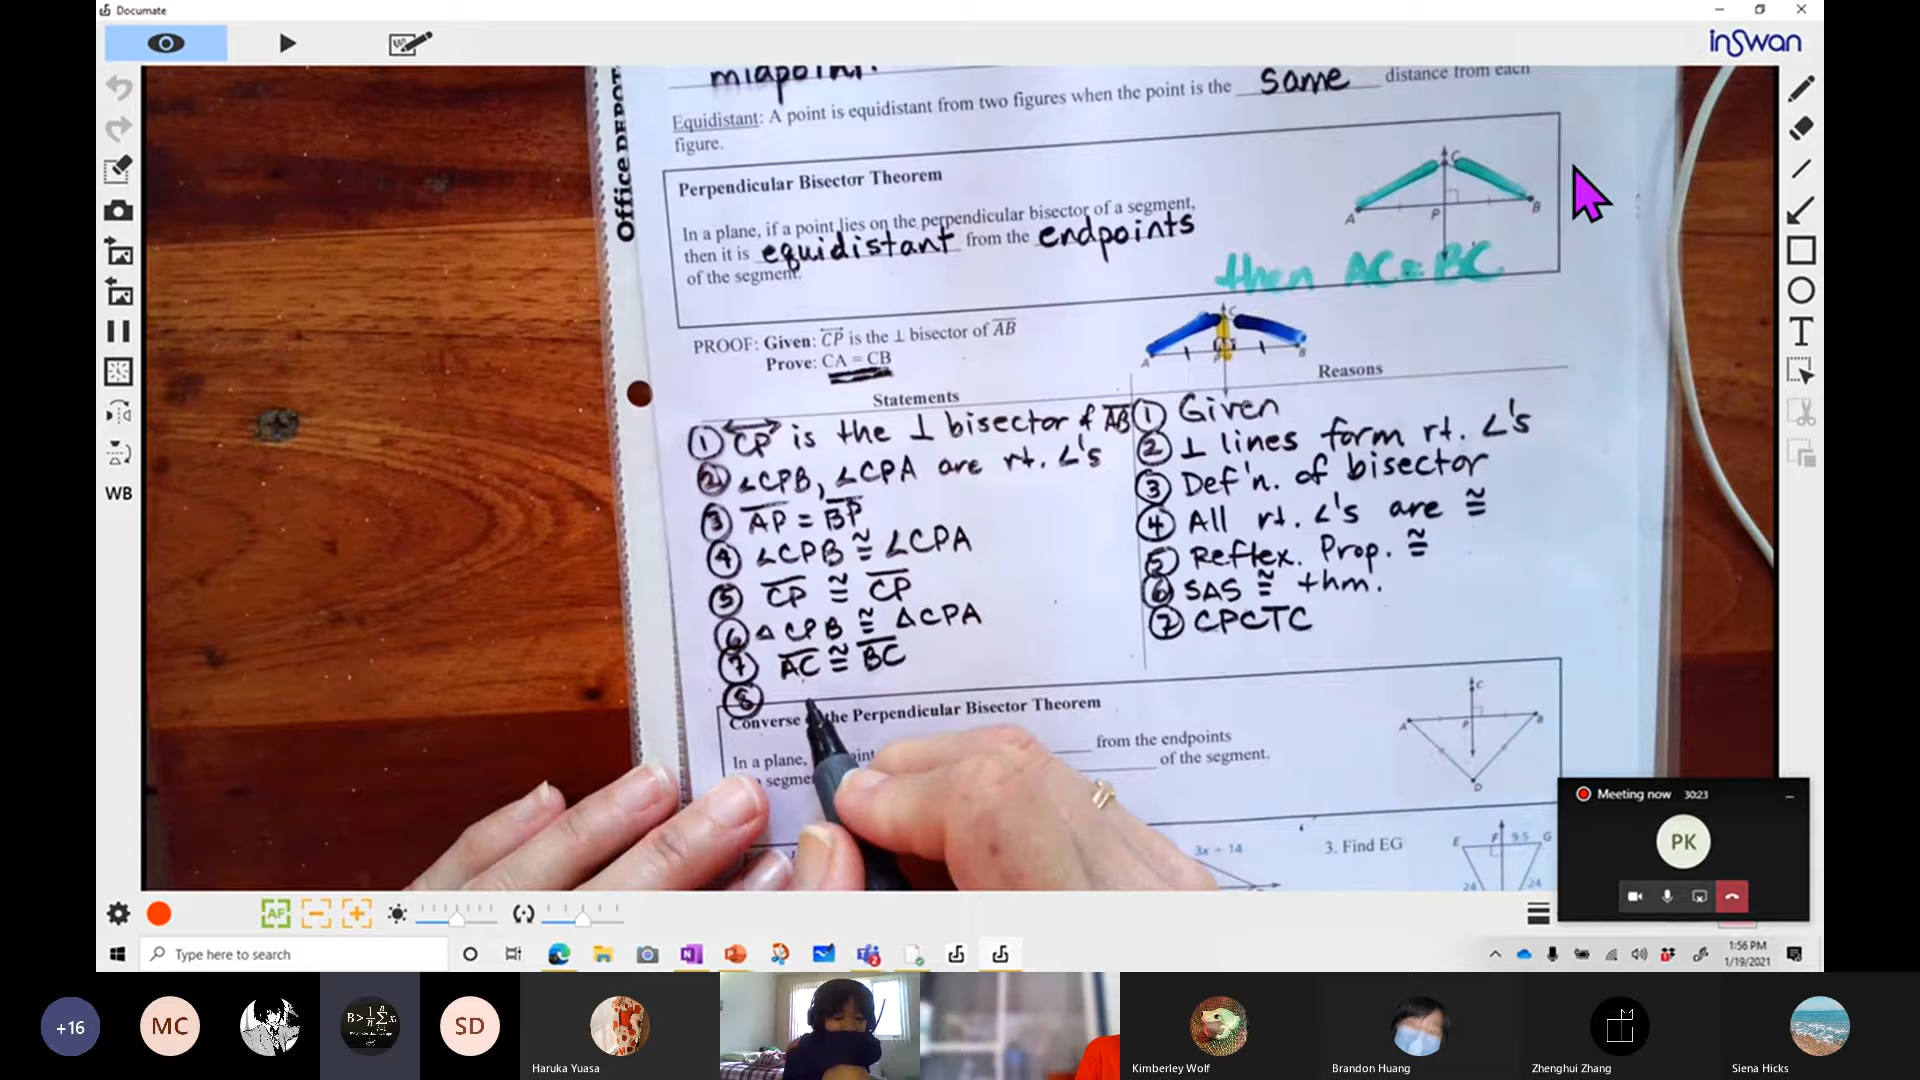 Documate
inswan
midpoint.
Equidistant: A point is equidistant from two figures when the point is the same distance from each
figure.
Office DEPOT
Perpendicular Bisector Theorem
In a plane, if a point lies on the perpendicular bisector of a segment,
then it is equidistant from the endpoints
of the segment.
C
A P B
then AC = BC
PROOF: Given: CP is the ⊥ bisector of AB
Prove: CA = CB
C
A P B
Statements
Reasons
① CP is the ⊥ bisector of AB
① Given
② ∠CPB, ∠CPA are rt. ∠'s
② ⊥ lines form rt. ∠'s
③ AP = BP
③ Def'n. of bisector
④ ∠CPB ≅ ∠CPA
④ All rt. ∠'s are ≅
⑤ CP ≅ CP
⑤ Reflex. Prop. ≅
⑥ △CPB ≅ △CPA
⑥ SAS ≅ thm.
⑦ AC ≅ BC
⑦ CPCTC
⑧
Converse the Perpendicular Bisector Theorem
In a plane, from the endpoints
of the segment.
C
A P B
D
3x + 14
3. Find EG
E F 9.5 G
24 24
WB
AF
Meeting now 30:23
PK
Type here to search
1:56 PM
1/19/2021
+16
MC
SD
Haruka Yuasa
Kimberley Wolf
Brandon Huang
Zhenghui Zhang
Siena Hicks